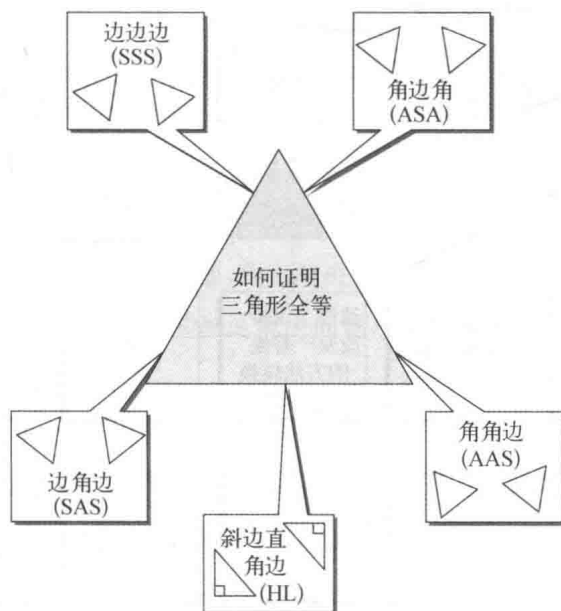 边边边
(SSS)
角边角
(ASA)
如何证明
三角形全等
边角边
(SAS)
斜边直
角边
(HL)
角角边
(AAS)